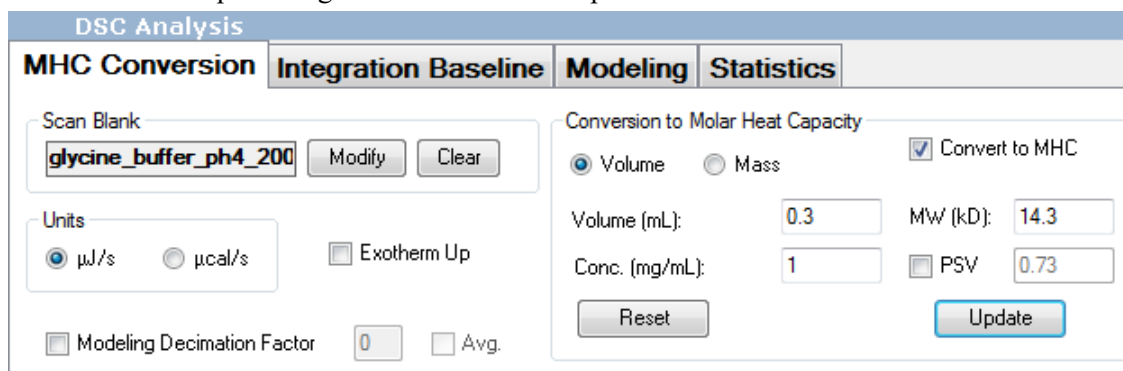 DSC Analysis
MHC Conversion Integration Baseline Modeling Statistics
Scan Blank
glycine_buffer_ph4_200 Modify Clear
Units
µJ/s µcal/s
Exotherm Up
Modeling Decimation Factor 0 Avg.
Conversion to Molar Heat Capacity
Volume Mass
Convert to MHC
Volume (mL): 0.3 MW (kD): 14.3
Conc. (mg/mL): 1 PSV 0.73
Reset Update